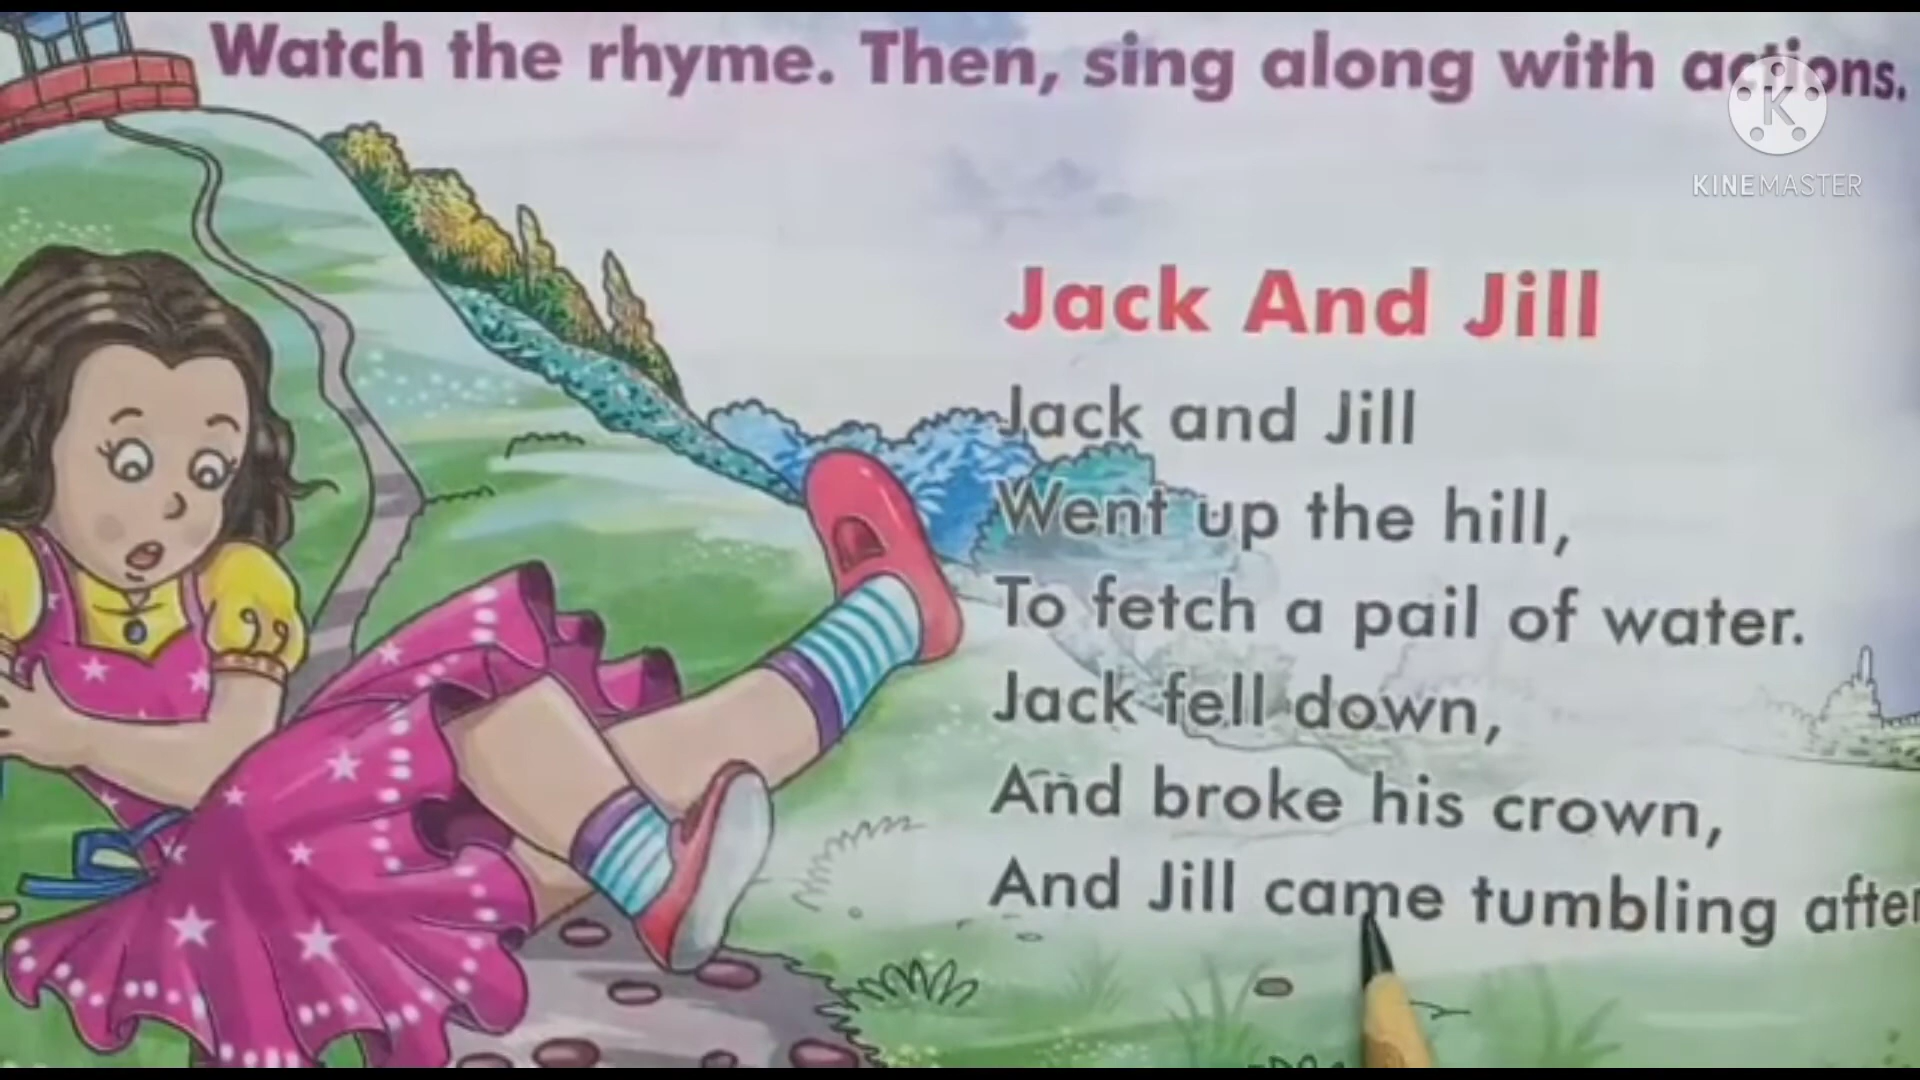 Watch the rhyme. Then, sing along with actions.
KINEMASTER
Jack And Jill
Jack and Jill
Went up the hill,
To fetch a pail of water.
Jack fell down,
And broke his crown,
And Jill came tumbling after